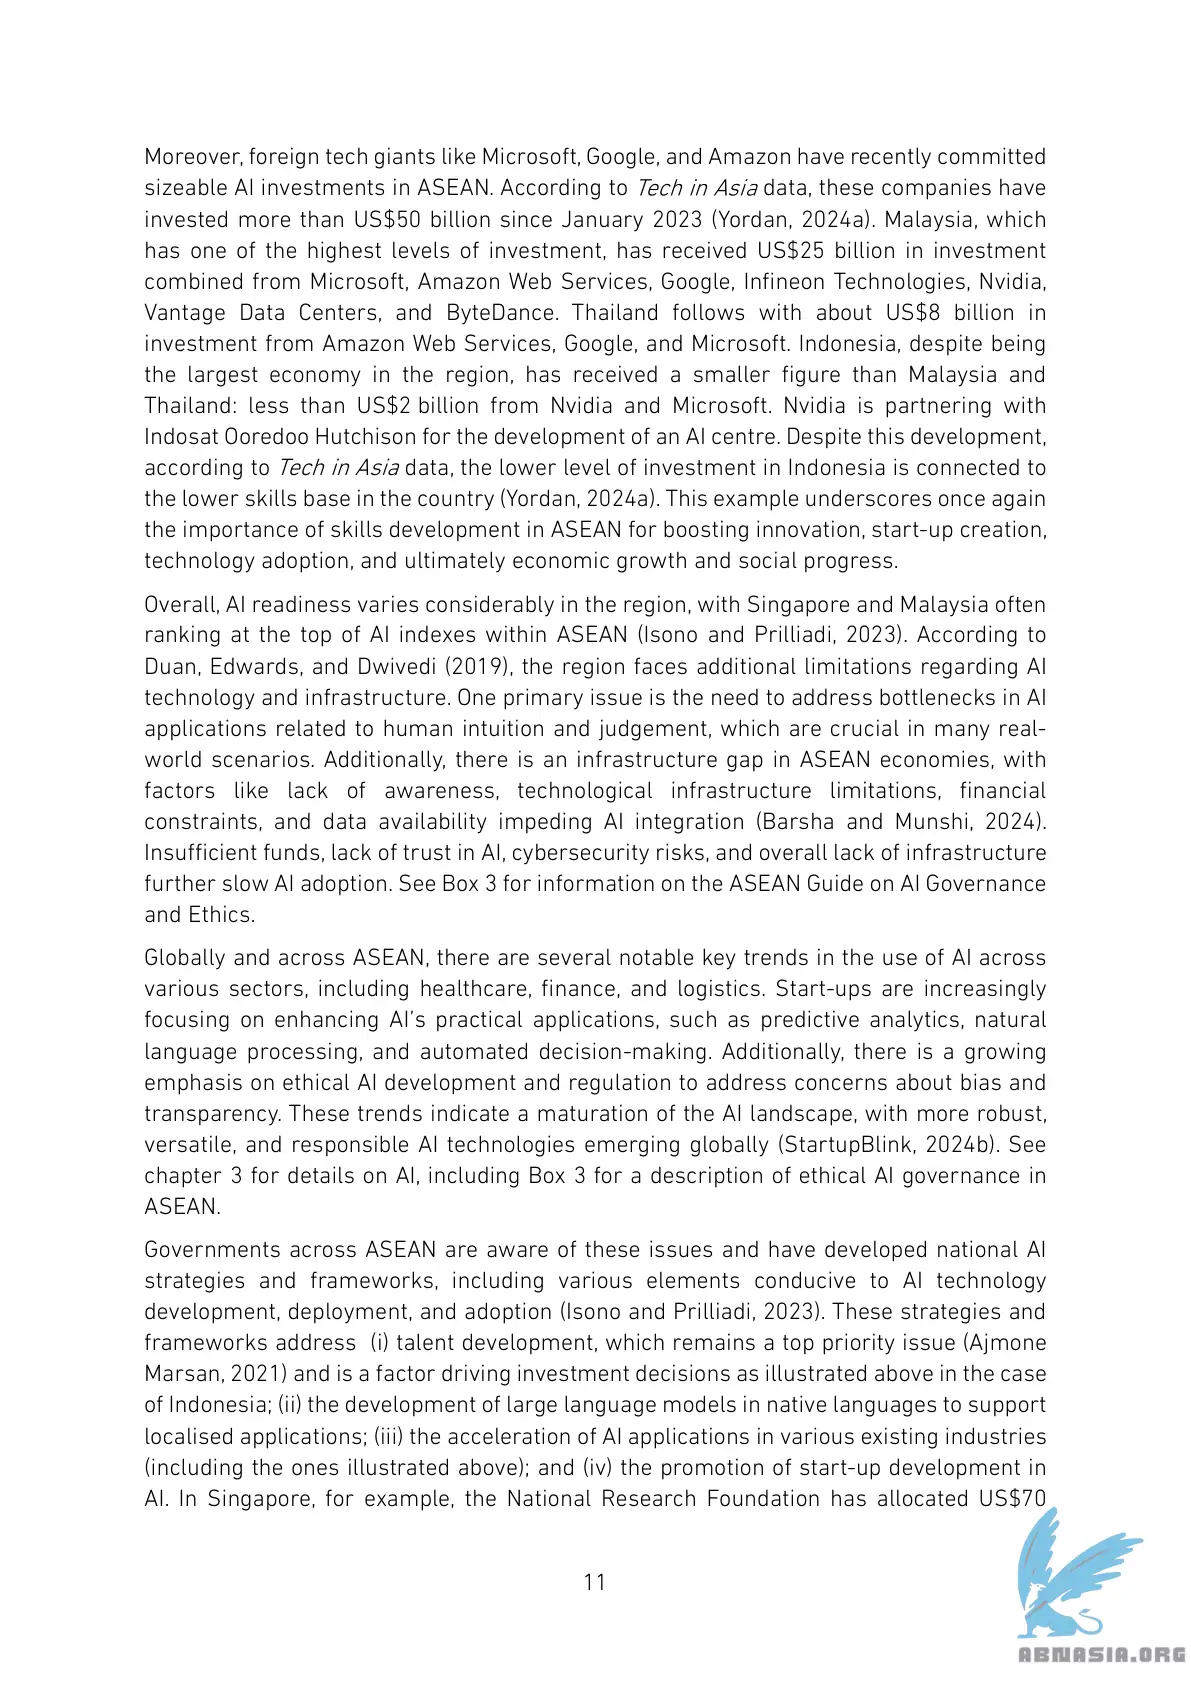 Moreover, foreign tech giants like Microsoft, Google, and Amazon have recently committed
sizeable AI investments in ASEAN. According to Tech in Asia data, these companies have
invested more than US$50 billion since January 2023 (Yordan, 2024a). Malaysia, which
has one of the highest levels of investment, has received US$25 billion in investment
combined from Microsoft, Amazon Web Services, Google, Infineon Technologies, Nvidia,
Vantage Data Centers, and ByteDance. Thailand follows with about US$8 billion in
investment from Amazon Web Services, Google, and Microsoft. Indonesia, despite being
the largest economy in the region, has received a smaller figure than Malaysia and
Thailand: less than US$2 billion from Nvidia and Microsoft. Nvidia is partnering with
Indosat Ooredoo Hutchison for the development of an AI centre. Despite this development,
according to Tech in Asia data, the lower level of investment in Indonesia is connected to
the lower skills base in the country (Yordan, 2024a). This example underscores once again
the importance of skills development in ASEAN for boosting innovation, start-up creation,
technology adoption, and ultimately economic growth and social progress.
Overall, AI readiness varies considerably in the region, with Singapore and Malaysia often
ranking at the top of AI indexes within ASEAN (Isono and Prilliadi, 2023). According to
Duan, Edwards, and Dwivedi (2019), the region faces additional limitations regarding AI
technology and infrastructure. One primary issue is the need to address bottlenecks in AI
applications related to human intuition and judgement, which are crucial in many real-
world scenarios. Additionally, there is an infrastructure gap in ASEAN economies, with
factors like lack of awareness, technological infrastructure limitations, financial
constraints, and data availability impeding AI integration (Barsha and Munshi, 2024).
Insufficient funds, lack of trust in AI, cybersecurity risks, and overall lack of infrastructure
further slow AI adoption. See Box 3 for information on the ASEAN Guide on AI Governance
and Ethics.
Globally and across ASEAN, there are several notable key trends in the use of AI across
various sectors, including healthcare, finance, and logistics. Start-ups are increasingly
focusing on enhancing AI's practical applications, such as predictive analytics, natural
language processing, and automated decision-making. Additionally, there is a growing
emphasis on ethical AI development and regulation to address concerns about bias and
transparency. These trends indicate a maturation of the AI landscape, with more robust,
versatile, and responsible AI technologies emerging globally (StartupBlink, 2024b). See
chapter 3 for details on AI, including Box 3 for a description of ethical AI governance in
ASEAN.
Governments across ASEAN are aware of these issues and have developed national AI
strategies and frameworks, including various elements conducive to AI technology
development, deployment, and adoption (Isono and Prilliadi, 2023). These strategies and
frameworks address (i) talent development, which remains a top priority issue (Ajmone
Marsan, 2021) and is a factor driving investment decisions as illustrated above in the case
of Indonesia; (ii) the development of large language models in native languages to support
localised applications; (iii) the acceleration of AI applications in various existing industries
(including the ones illustrated above); and (iv) the promotion of start-up development in
AI. In Singapore, for example, the National Research Foundation has allocated US$70
11
ABNASIA.ORG